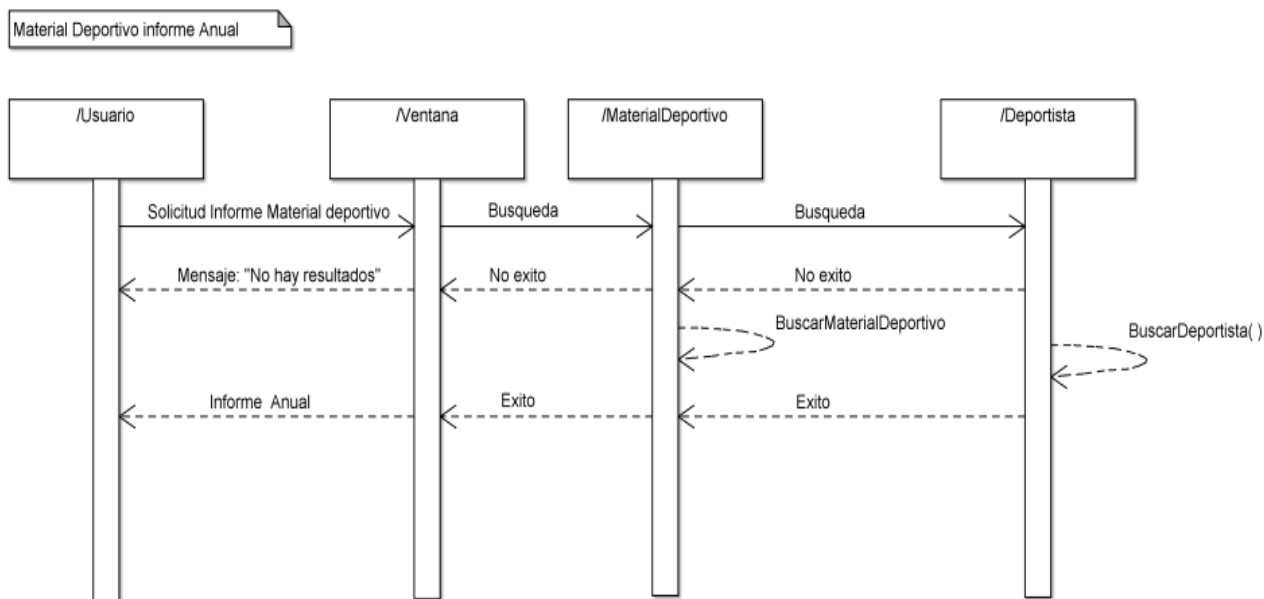 Material Deportivo informe Anual
/Usuario
/Ventana
/MaterialDeportivo
/Deportista
Solicitud Informe Material deportivo
Busqueda
Busqueda
Mensaje: "No hay resultados"
No exito
No exito
BuscarMaterialDeportivo
BuscarDeportista( )
Informe Anual
Exito
Exito